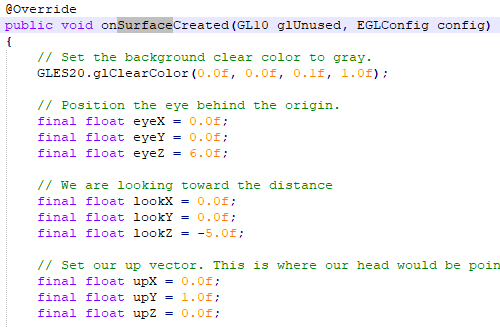 @Override
public void onSurfaceCreated(GL10 glUnused, EGLConfig config)
{
// Set the background clear color to gray.
GLES20.glClearColor(0.0f, 0.0f, 0.1f, 1.0f);
// Position the eye behind the origin.
final float eyeX = 0.0f;
final float eyeY = 0.0f;
final float eyeZ = 6.0f;
// We are looking toward the distance
final float lookX = 0.0f;
final float lookY = 0.0f;
final float lookZ = -5.0f;
// Set our up vector. This is where our head would be poin
final float upX = 0.0f;
final float upY = 1.0f;
final float upZ = 0.0f;